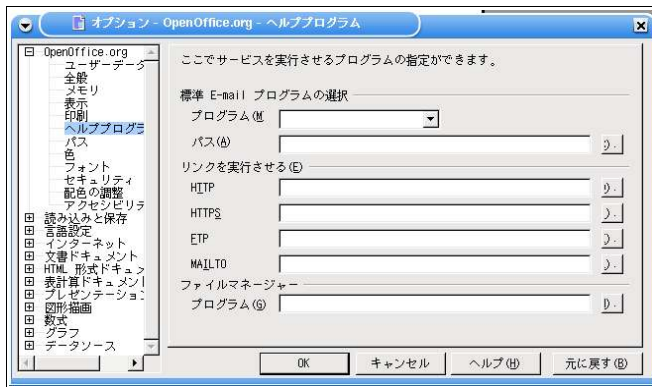 オプション - OpenOffice.org - ヘルププログラム
OpenOffice.org
ユーザーデータ
全般
メモリ
表示
印刷
ヘルププログラ
パス
色
フォント
セキュリティ
配色の調整
アクセシビリテ
読み込みと保存
言語設定
インターネット
文書ドキュメント
HTML 形式ドキュメ
表計算ドキュメント
プレゼンテーション
図形描画
数式
グラフ
データソース
ここでサービスを実行させるプログラムの指定ができます。
標準 E-mail プログラムの選択
プログラム(M
パス(A)
リンクを実行させる(E)
HTTP
HTTPS
FTP
MAILTO
ファイルマネージャー
プログラム(G)
OK
キャンセル
ヘルプ(H)
元に戻す(B)